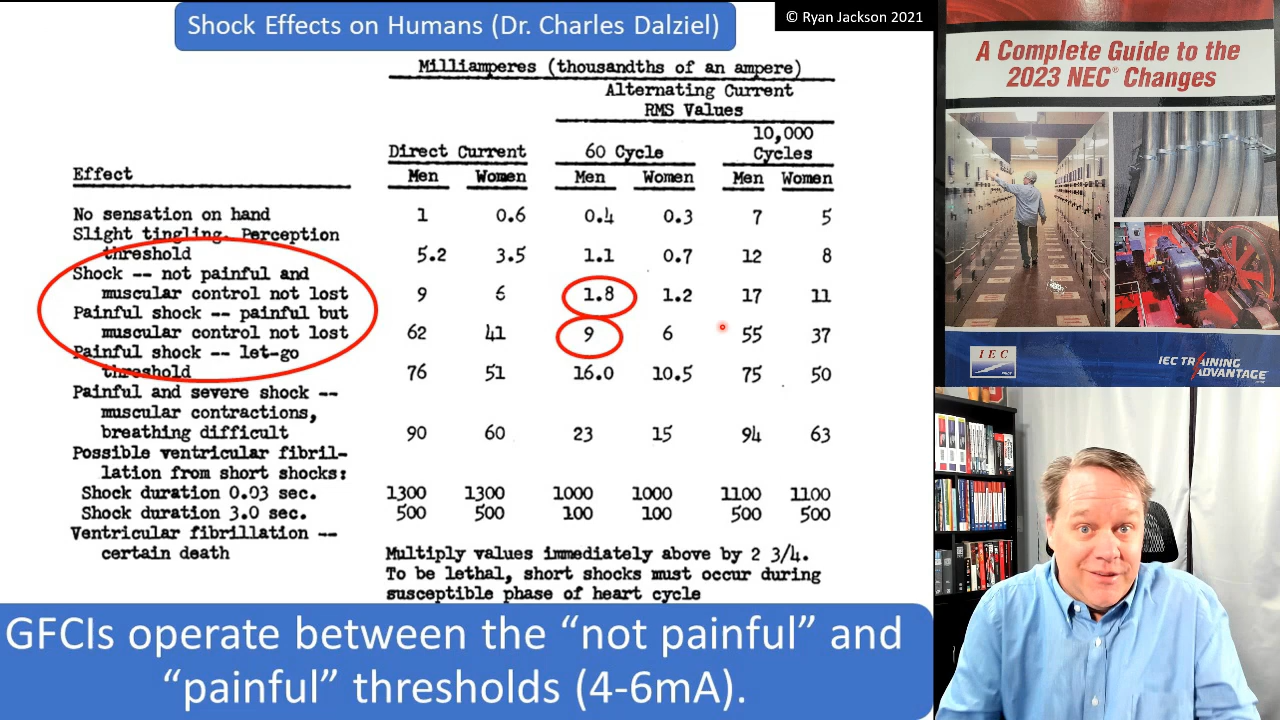 Shock Effects on Humans (Dr. Charles Dalziel)
© Ryan Jackson 2021
Milliamperes (thousandths of an ampere)
Alternating Current
RMS Values
Direct Current 60 Cycle 10,000
Cycles
Effect Men Women Men Women Men Women
No sensation on hand 1 0.6 0.4 0.3 7 5
Slight tingling. Perception
threshold 5.2 3.5 1.1 0.7 12 8
Shock -- not painful and
muscular control not lost 9 6 1.8 1.2 17 11
Painful shock -- painful but
muscular control not lost 62 41 9 6 55 37
Painful shock -- let-go
threshold 76 51 16.0 10.5 75 50
Painful and severe shock --
muscular contractions,
breathing difficult 90 60 23 15 94 63
Possible ventricular fibril-
lation from short shocks:
Shock duration 0.03 sec. 1300 1300 1000 1000 1100 1100
Shock duration 3.0 sec. 500 500 100 100 500 500
Ventricular fibrillation --
certain death
Multiply values immediately above by 2 3/4.
To be lethal, short shocks must occur during
susceptible phase of heart cycle
GFCIs operate between the “not painful” and
“painful” thresholds (4-6mA).
A Complete Guide to the
2023 NEC® Changes
IEC
IEC TRAINING
ADVANTAGE